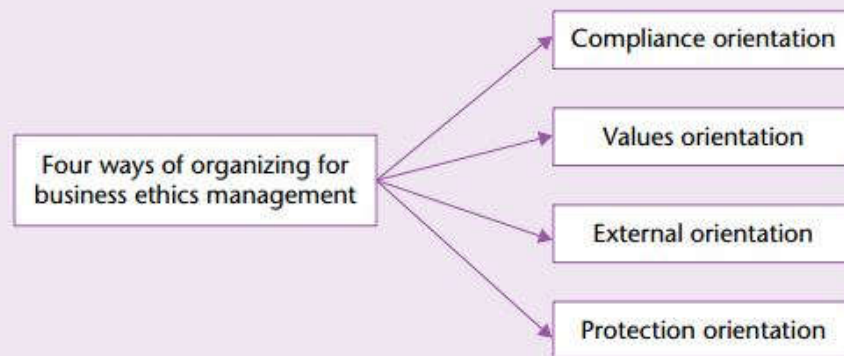 Compliance orientation
Values orientation
Four ways of organizing for
business ethics management
External orientation
Protection orientation